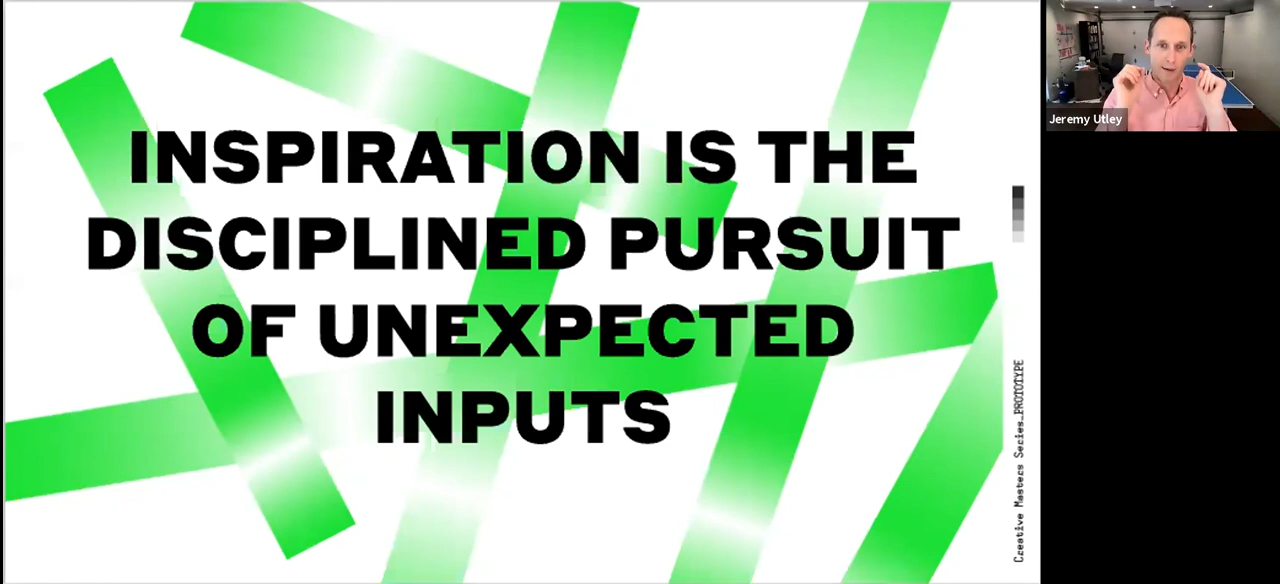 INSPIRATION IS THE
DISCIPLINED PURSUIT
OF UNEXPECTED
INPUTS
Jeremy Utley
Creative Masters Series_PROTOTYPE